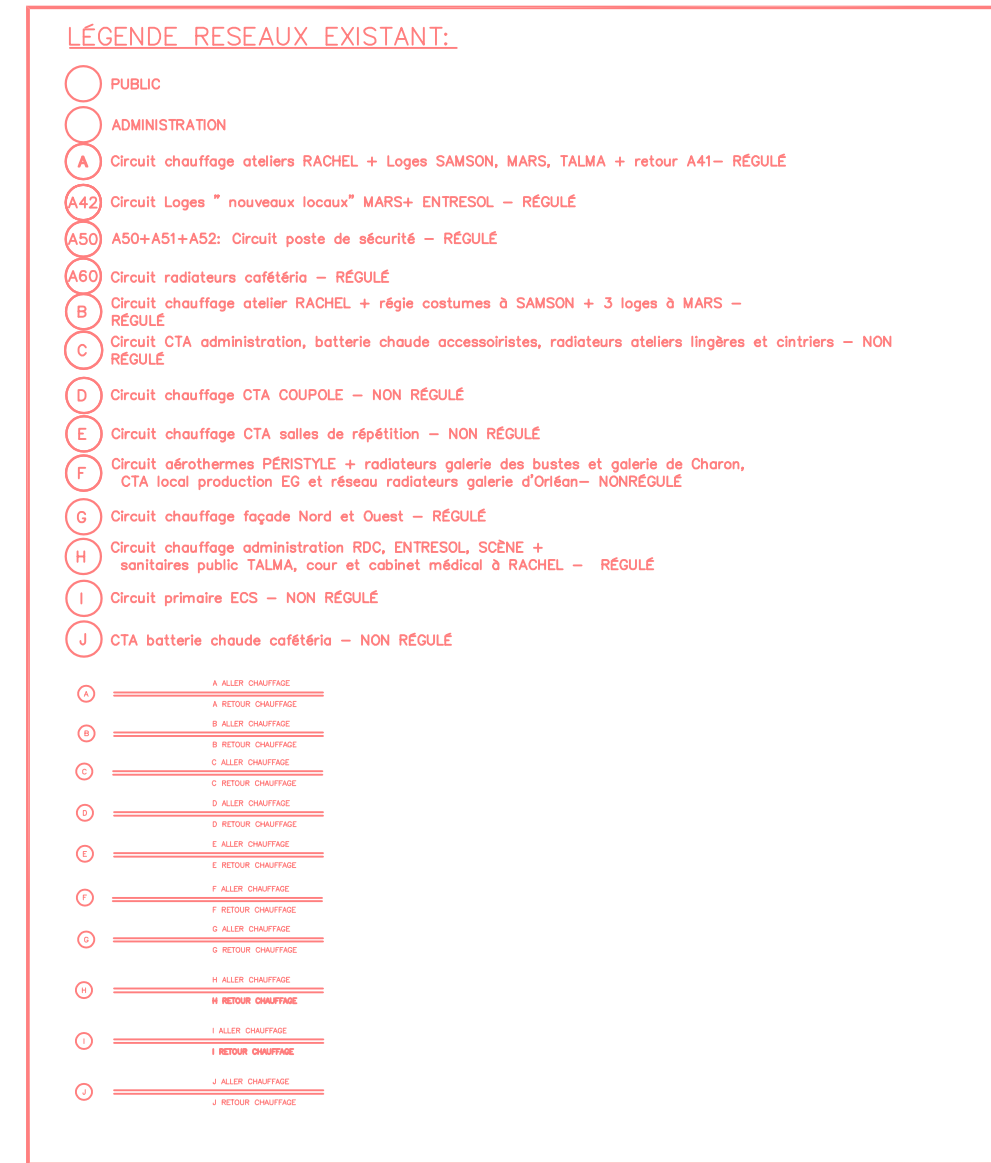 LÉGENDE RESEAUX EXISTANT:
PUBLIC
ADMINISTRATION
A Circuit chauffage ateliers RACHEL + Loges SAMSON, MARS, TALMA + retour A41- RÉGULÉ
A42 Circuit Loges " nouveaux locaux" MARS+ ENTRESOL - RÉGULÉ
A50 A50+A51+A52: Circuit poste de sécurité - RÉGULÉ
A60 Circuit radiateurs cafétéria - RÉGULÉ
B Circuit chauffage atelier RACHEL + régie costumes à SAMSON + 3 loges à MARS -
RÉGULÉ
C Circuit CTA administration, batterie chaude accessoiristes, radiateurs ateliers lingères et cintriers - NON
RÉGULÉ
D Circuit chauffage CTA COUPOLE - NON RÉGULÉ
E Circuit chauffage CTA salles de répétition - NON RÉGULÉ
F Circuit aérothermes PÉRISTYLE + radiateurs galerie des bustes et galerie de Charon,
CTA local production EG et réseau radiateurs galerie d'Orléan- NONRÉGULÉ
G Circuit chauffage façade Nord et Ouest - RÉGULÉ
H Circuit chauffage administration RDC, ENTRESOL, SCÈNE +
sanitaires public TALMA, cour et cabinet médical à RACHEL - RÉGULÉ
I Circuit primaire ECS - NON RÉGULÉ
J CTA batterie chaude cafétéria - NON RÉGULÉ
A ALLER CHAUFFAGE
A
A RETOUR CHAUFFAGE
B ALLER CHAUFFAGE
B
B RETOUR CHAUFFAGE
C ALLER CHAUFFAGE
C
C RETOUR CHAUFFAGE
D ALLER CHAUFFAGE
D
D RETOUR CHAUFFAGE
E ALLER CHAUFFAGE
E
E RETOUR CHAUFFAGE
F ALLER CHAUFFAGE
F
F RETOUR CHAUFFAGE
G ALLER CHAUFFAGE
G
G RETOUR CHAUFFAGE
H ALLER CHAUFFAGE
H
H RETOUR CHAUFFAGE
I ALLER CHAUFFAGE
I
I RETOUR CHAUFFAGE
J ALLER CHAUFFAGE
J
J RETOUR CHAUFFAGE